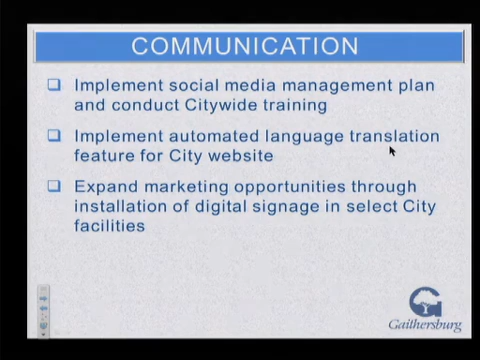 COMMUNICATION
Implement social media management plan
and conduct Citywide training
Implement automated language translation
feature for City website
Expand marketing opportunities through
installation of digital signage in select City
facilities
Gaithersburg